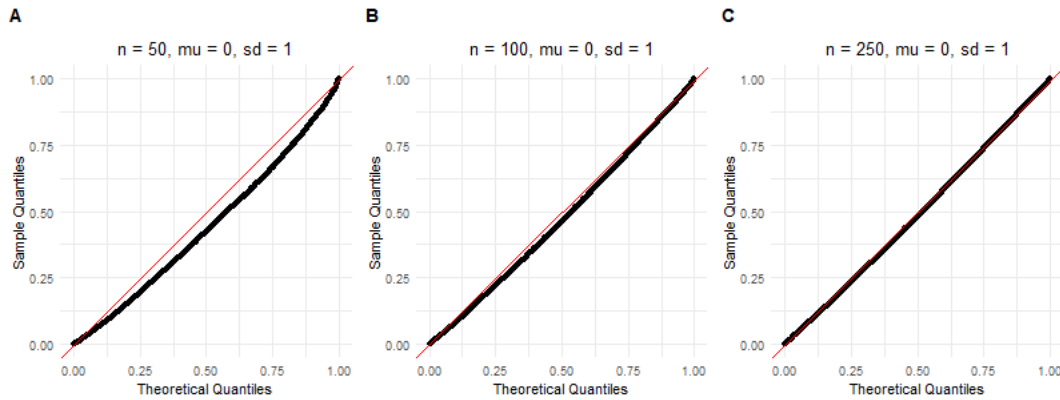 A
n = 50, mu = 0, sd = 1
1.00
0.75
0.50
0.25
0.00
Sample Quantiles
0.00 0.25 0.50 0.75 1.00
Theoretical Quantiles
B
n = 100, mu = 0, sd = 1
1.00
0.75
0.50
0.25
0.00
Sample Quantiles
0.00 0.25 0.50 0.75 1.00
Theoretical Quantiles
C
n = 250, mu = 0, sd = 1
1.00
0.75
0.50
0.25
0.00
Sample Quantiles
0.00 0.25 0.50 0.75 1.00
Theoretical Quantiles